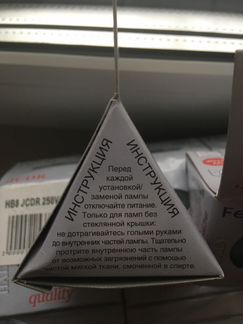 ИНСТРУКЦИЯ
ИНСТРУКЦИЯ
Перед
каждой
установкой/
заменой лампы
отключайте питание.
Только для ламп без
стеклянной крышки:
не дотрагивайтесь голыми руками
до внутренних частей лампы. Тщательно
протрите внутреннюю часть лампы
от возможных загрязнений с помощью
чистой мягкой ткани, смоченной в спирте.
HB8 JCDR 250V
quality
Fe